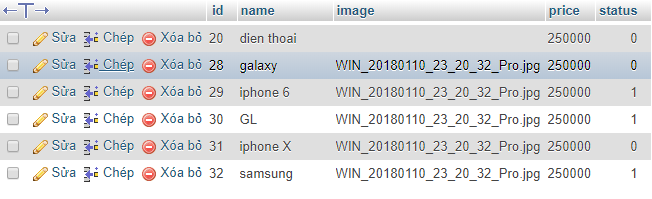 ←T→ id name image price status
Sửa Chép Xóa bỏ 20 dien thoai 250000 0
Sửa Chép Xóa bỏ 28 galaxy WIN_20180110_23_20_32_Pro.jpg 250000 0
Sửa Chép Xóa bỏ 29 iphone 6 WIN_20180110_23_20_32_Pro.jpg 250000 1
Sửa Chép Xóa bỏ 30 GL WIN_20180110_23_20_32_Pro.jpg 250000 1
Sửa Chép Xóa bỏ 31 iphone X WIN_20180110_23_20_32_Pro.jpg 250000 0
Sửa Chép Xóa bỏ 32 samsung WIN_20180110_23_20_32_Pro.jpg 250000 1